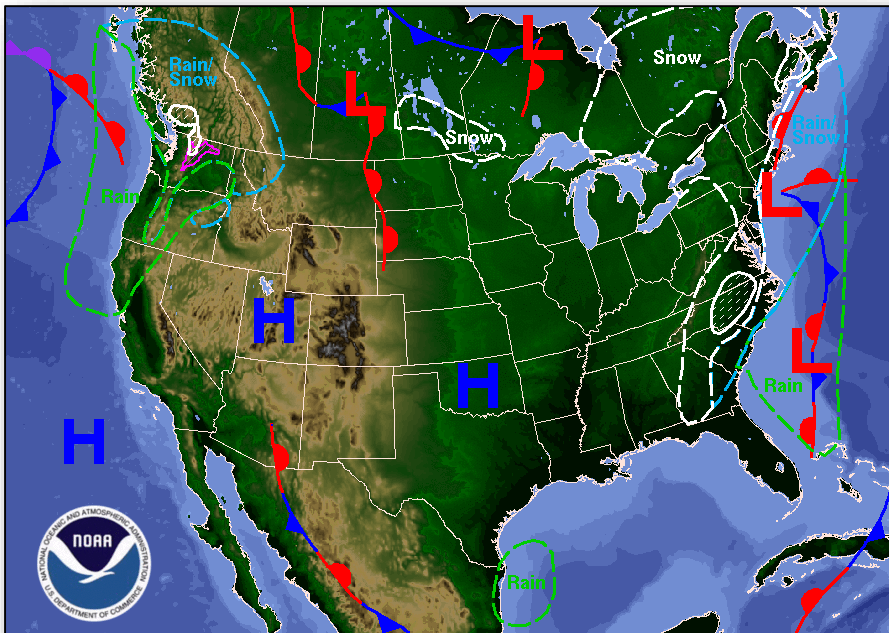 Rain/
Snow
L
L
Snow
Snow
Rain/
Snow
Rain
L
H
L
H
Rain
H
NOAA
NATIONAL OCEANIC AND ATMOSPHERIC ADMINISTRATION
U.S. DEPARTMENT OF COMMERCE
Rain